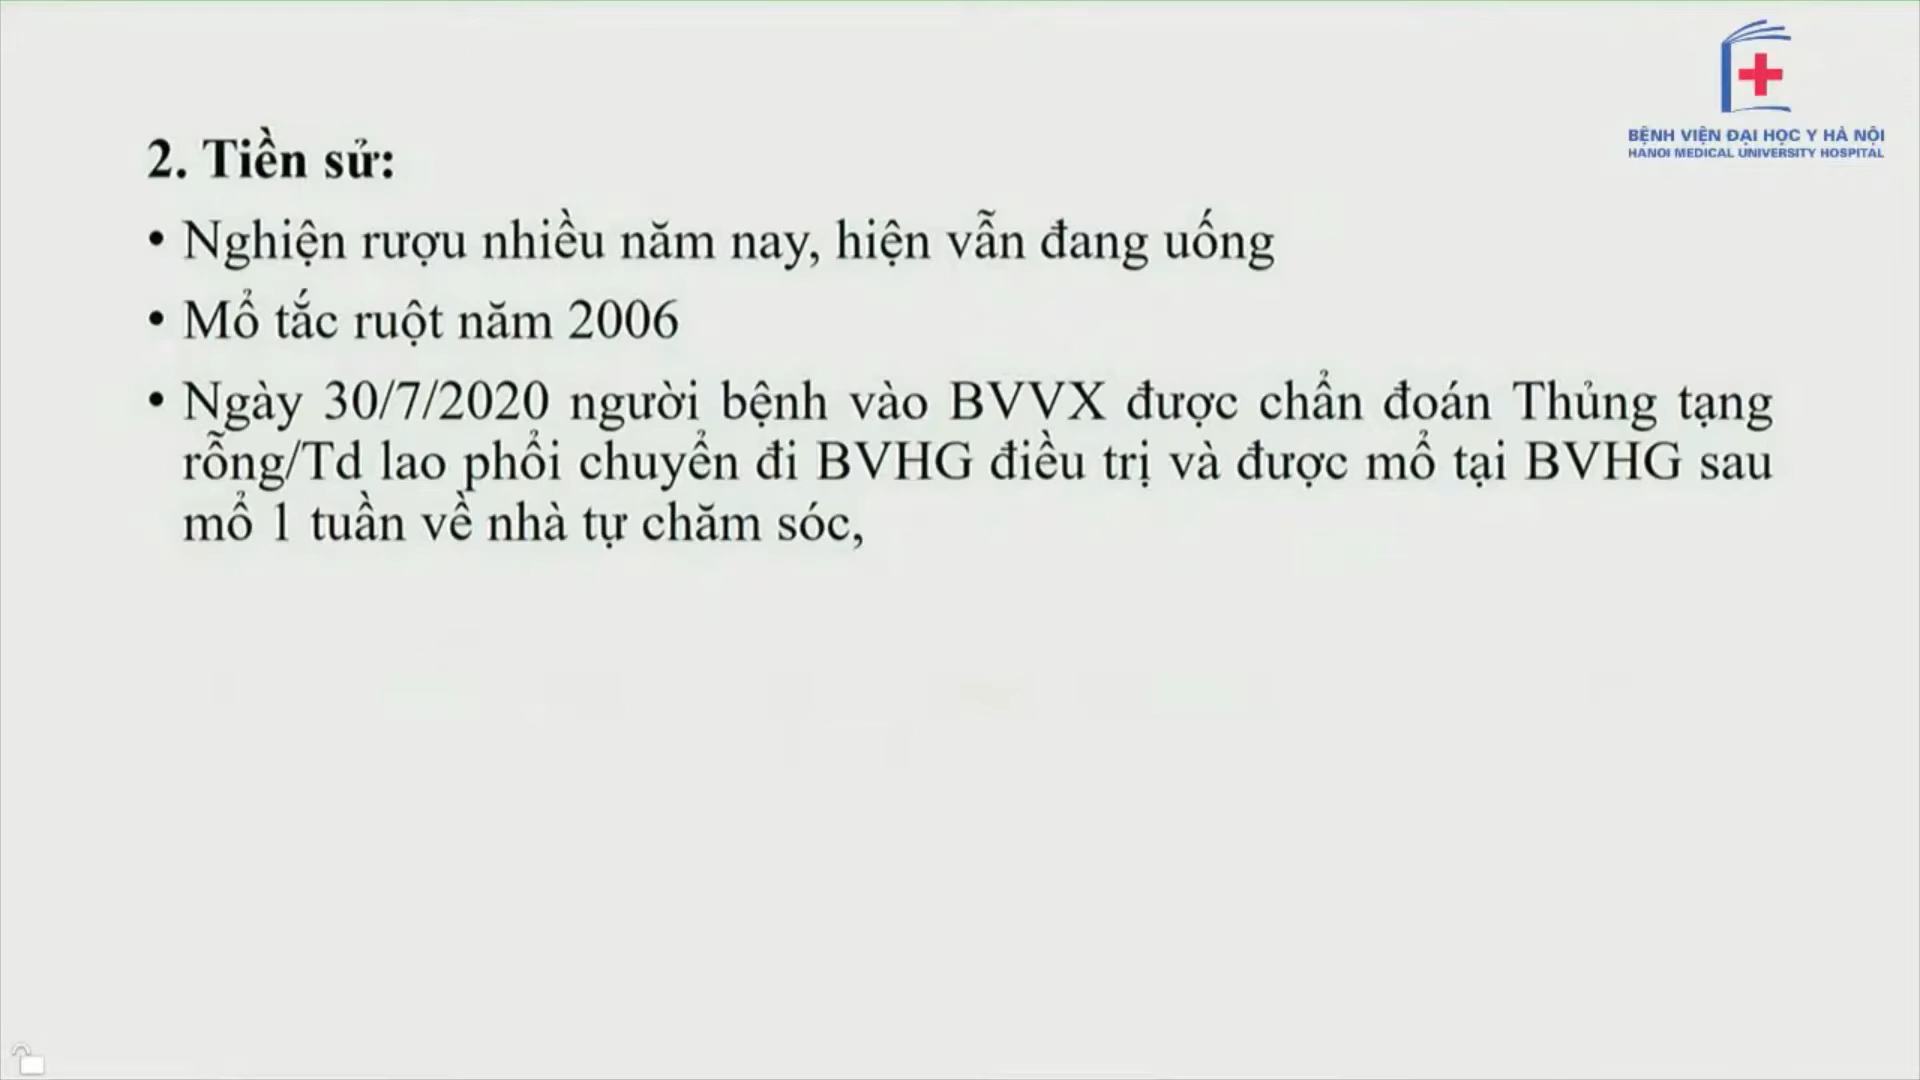 BỆNH VIỆN ĐẠI HỌC Y HÀ NỘI
HANOI MEDICAL UNIVERSITY HOSPITAL
2. Tiền sử:
• Nghiện rượu nhiều năm nay, hiện vẫn đang uống
• Mổ tắc ruột năm 2006
• Ngày 30/7/2020 người bệnh vào BVVX được chẩn đoán Thủng tạng
rỗng/Td lao phổi chuyển đi BVHG điều trị và được mổ tại BVHG sau
mổ 1 tuần về nhà tự chăm sóc,